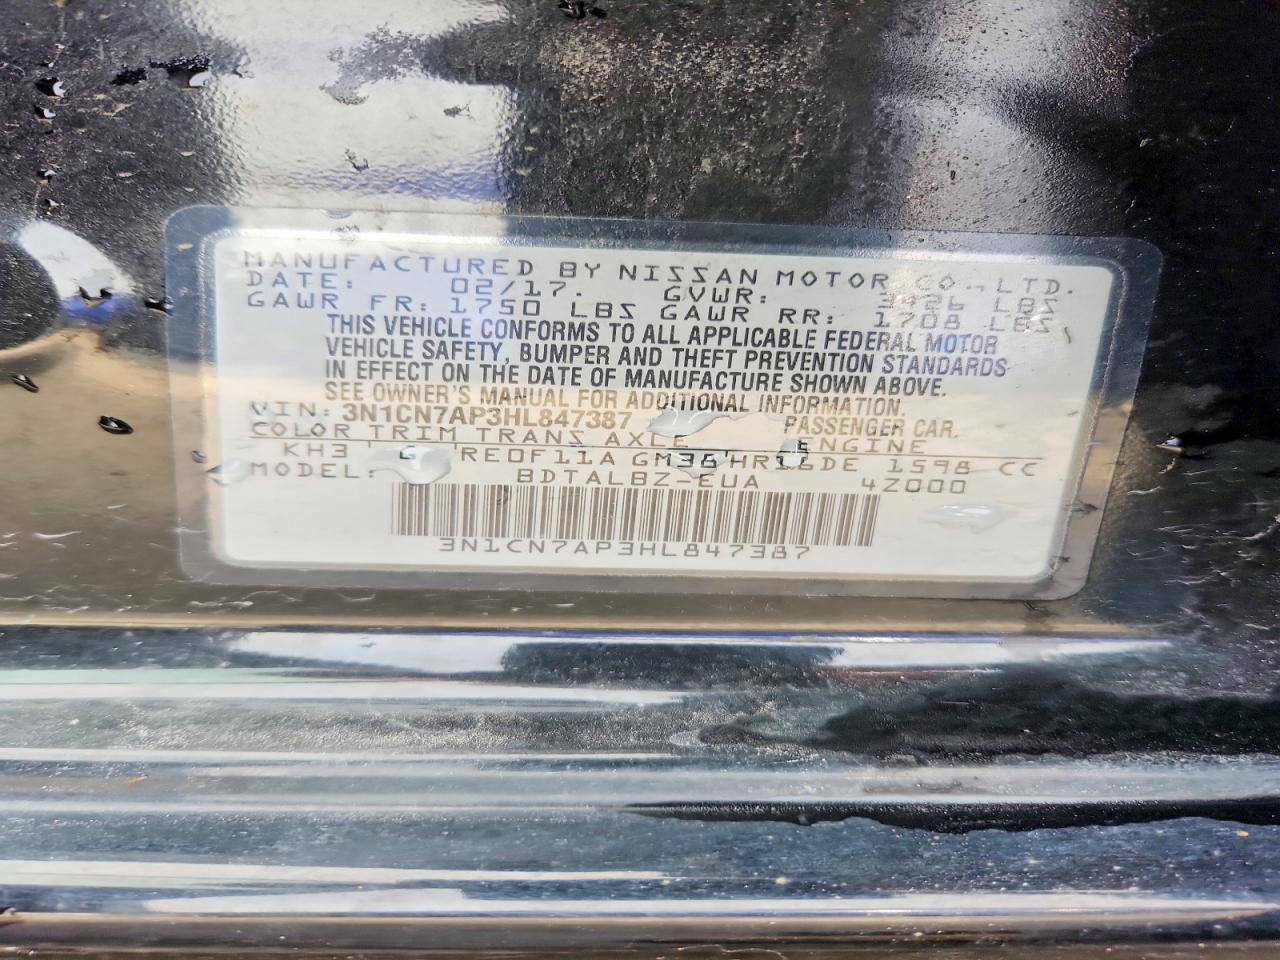 MANUFACTURED BY NISSAN MOTOR CO.,LTD.
DATE: 02/17. GVWR: 3426 LBS
GAWR FR: 1750 LBS GAWR RR: 1708 LBS
THIS VEHICLE CONFORMS TO ALL APPLICABLE FEDERAL MOTOR
VEHICLE SAFETY, BUMPER AND THEFT PREVENTION STANDARDS
IN EFFECT ON THE DATE OF MANUFACTURE SHOWN ABOVE.
SEE OWNER'S MANUAL FOR ADDITIONAL INFORMATION.
VIN: 3N1CN7AP3HL847387 PASSENGER CAR.
COLOR TRIM TRANS AXLE ENGINE
KH3 G RE0F11A GM38 HR16DE 1598 CC
MODEL: BDTALBZ-EUA 4Z000
3N1CN7AP3HL847387